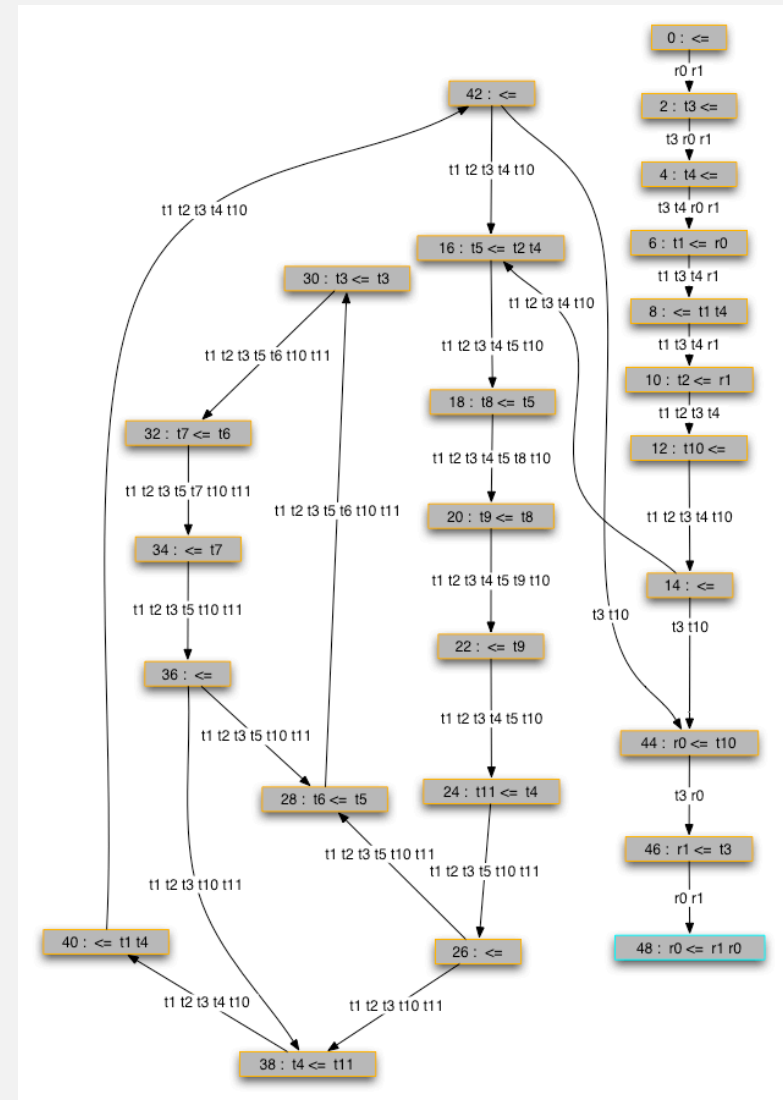 0 : <=
r0 r1
2 : t3 <=
t3 r0 r1
4 : t4 <=
t3 t4 r0 r1
6 : t1 <= r0
t1 t3 t4 r1
8 : <= t1 t4
t1 t3 t4 r1
10 : t2 <= r1
t1 t2 t3 t4
12 : t10 <=
t1 t2 t3 t4 t10
14 : <=
t3 t10
t1 t2 t3 t4 t10
44 : r0 <= t10
t3 r0
46 : r1 <= t3
r0 r1
48 : r0 <= r1 r0
42 : <=
t1 t2 t3 t4 t10
t3 t10
16 : t5 <= t2 t4
t1 t2 t3 t4 t5 t10
18 : t8 <= t5
t1 t2 t3 t4 t5 t8 t10
20 : t9 <= t8
t1 t2 t3 t4 t5 t9 t10
22 : <= t9
t1 t2 t3 t4 t5 t10
24 : t11 <= t4
t1 t2 t3 t5 t10 t11
26 : <=
t1 t2 t3 t5 t10 t11
t1 t2 t3 t10 t11
28 : t6 <= t5
t1 t2 t3 t5 t6 t10 t11
30 : t3 <= t3
t1 t2 t3 t5 t6 t10 t11
32 : t7 <= t6
t1 t2 t3 t5 t7 t10 t11
34 : <= t7
t1 t2 t3 t5 t10 t11
36 : <=
t1 t2 t3 t5 t10 t11
t1 t2 t3 t10 t11
38 : t4 <= t11
t1 t2 t3 t4 t10
40 : <= t1 t4
t1 t2 t3 t4 t10